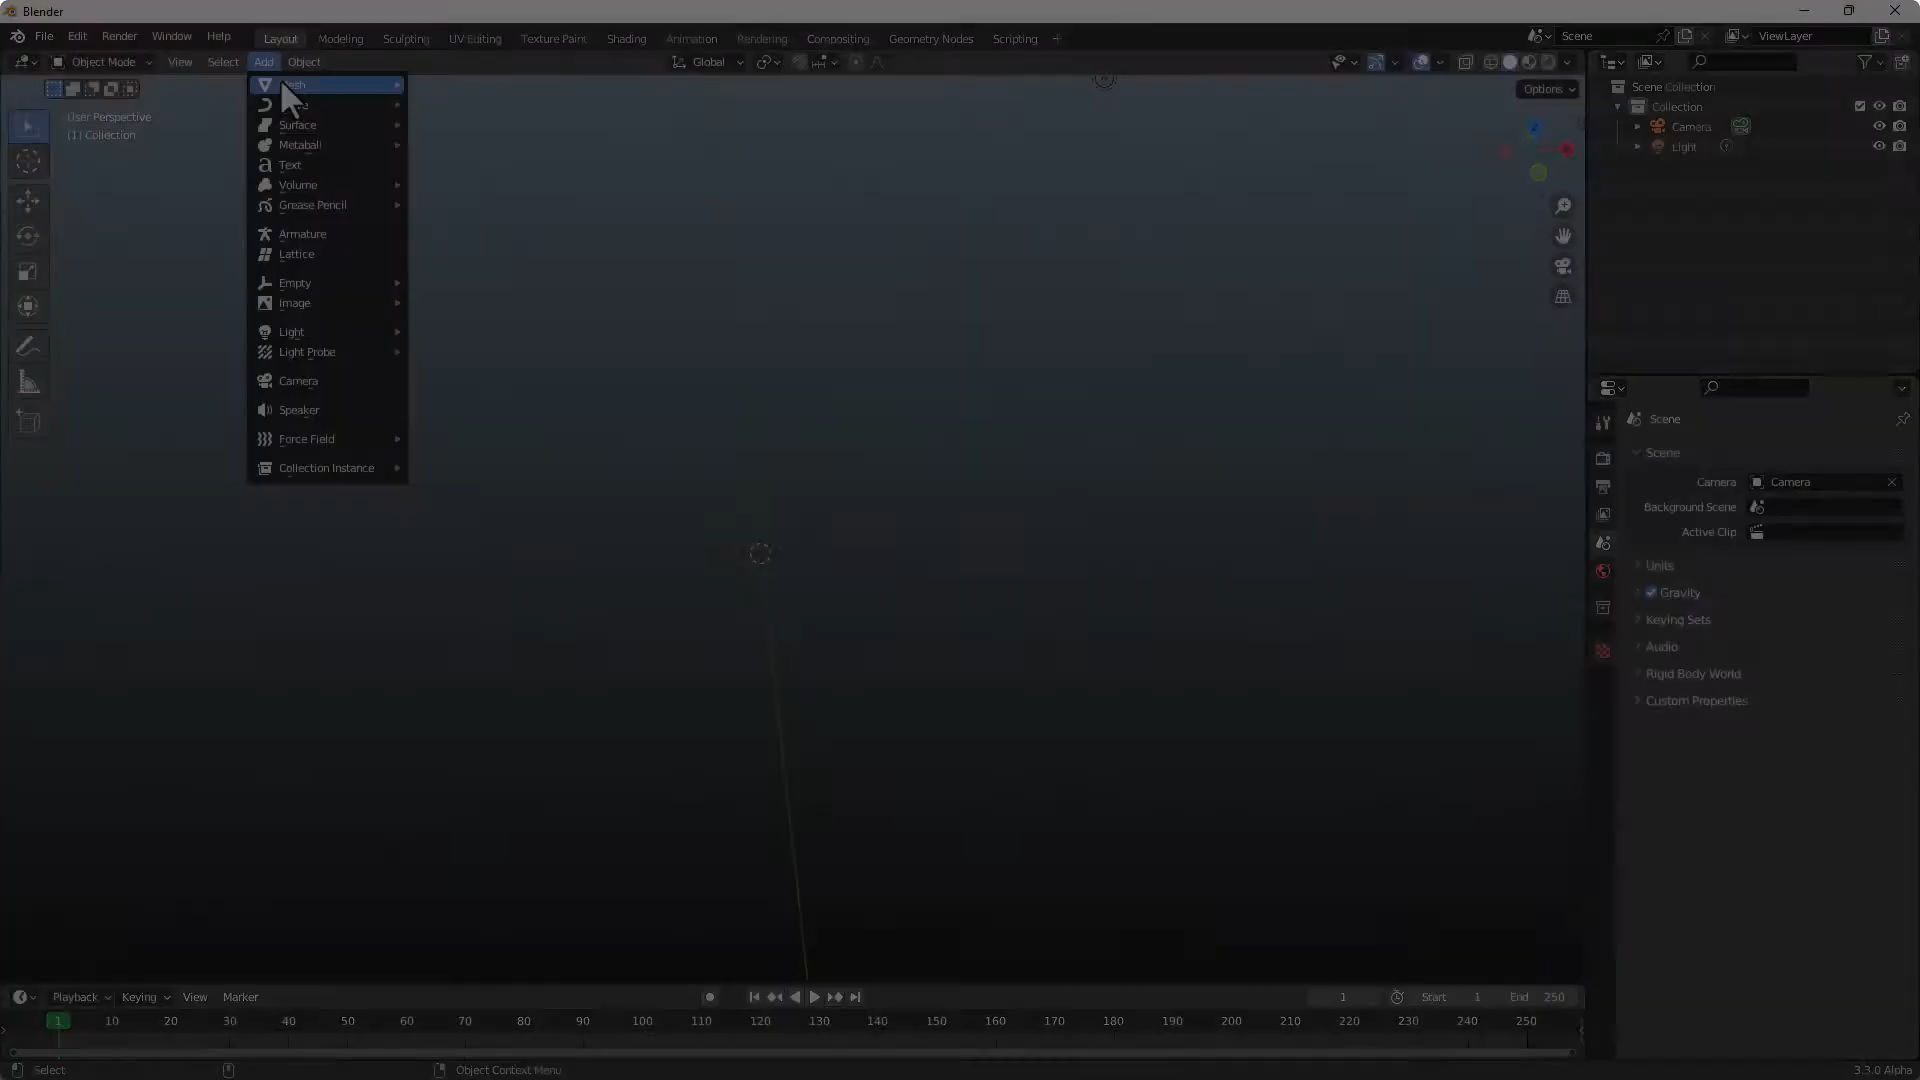 Blender
File Edit Render Window Help Layout Modeling Sculpting UV Editing Texture Paint Shading Animation Rendering Compositing Geometry Nodes Scripting + Scene ViewLayer
Object Mode View Select Add Object Global
Options
User Perspective
(1) Collection
Surface
Metaball
Text
Volume
Grease Pencil
Armature
Lattice
Empty
Image
Light
Light Probe
Camera
Speaker
Force Field
Collection Instance
Z
Scene Collection
Collection
Camera
Light
Scene
Scene
Camera Camera
Background Scene
Active Clip
Units
Gravity
Keying Sets
Audio
Rigid Body World
Custom Properties
Playback Keying View Marker 1 Start 1 End 250
1 10 20 30 40 50 60 70 80 90 100 110 120 130 140 150 160 170 180 190 200 210 220 230 240 250
Select Object Context Menu 3.3.0 Alpha